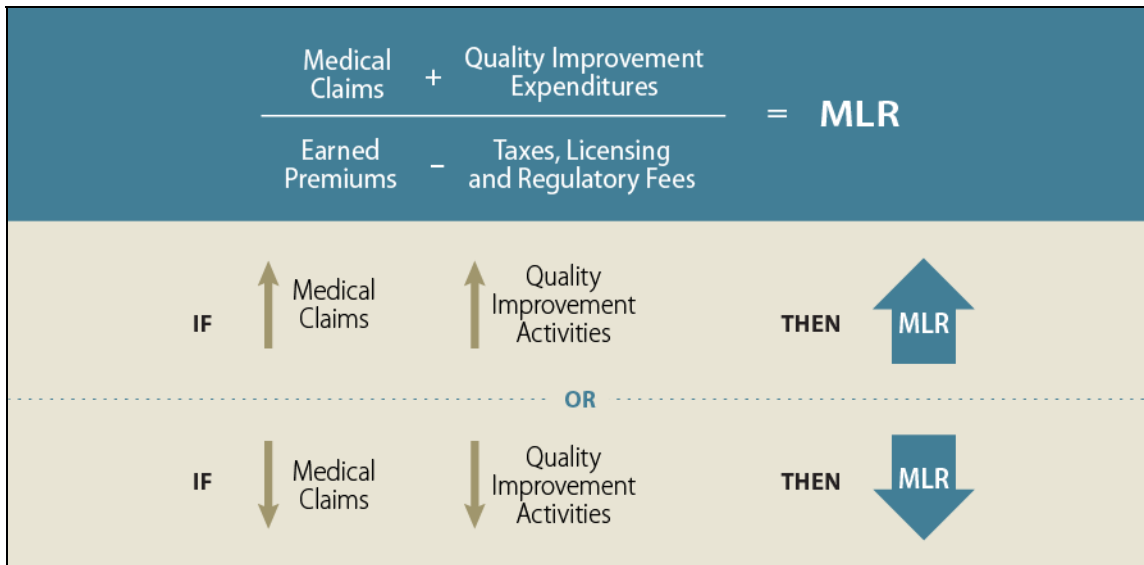 Medical Claims + Quality Improvement Expenditures
Earned Premiums – Taxes, Licensing and Regulatory Fees
= MLR
IF Medical Claims Quality Improvement Activities THEN MLR
OR
IF Medical Claims Quality Improvement Activities THEN MLR